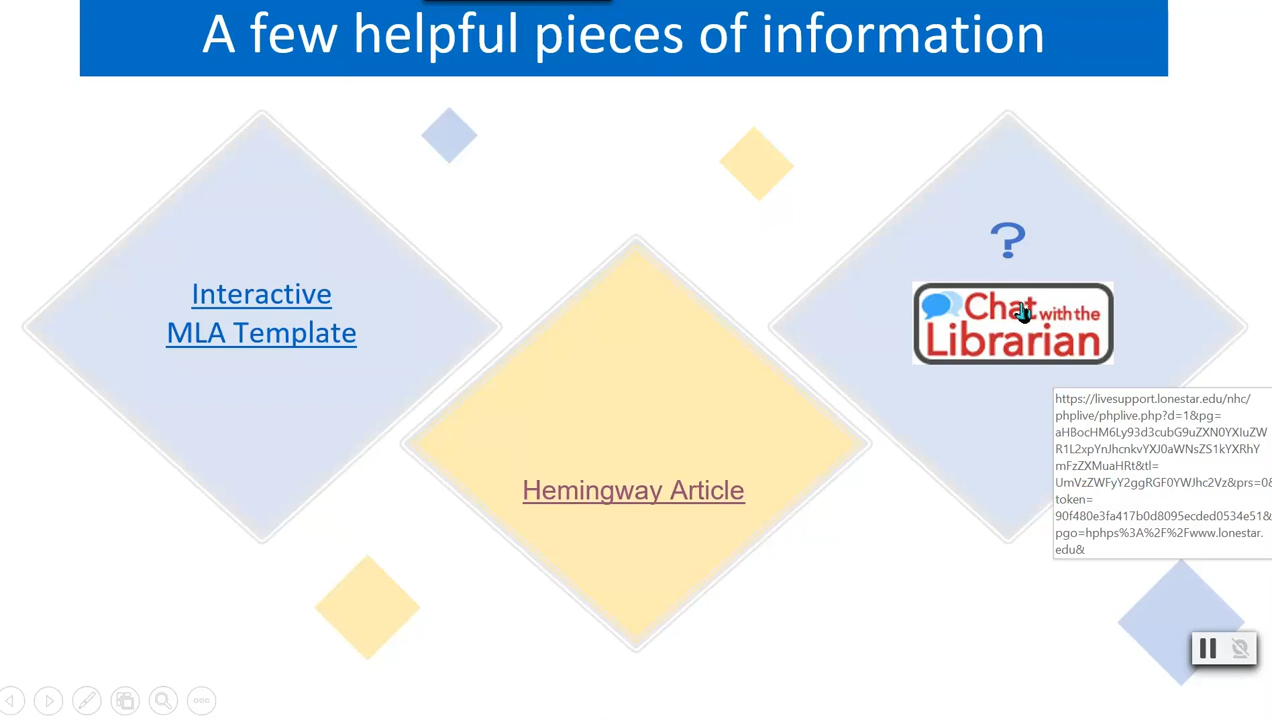 A few helpful pieces of information
Interactive
MLA Template
Hemingway Article
?
Chat with the
Librarian
https://livesupport.lonestar.edu/nhc/
phplive/phplive.php?d=1&pg=
aHBocHM6Ly93d3cubG9uZXN0YXIuZW
R1L2xpYnJhcnkvYXJ0aWNsZS1kYXRhY
mFzZXMuaHRt&tl=
UmVzZWFyY2ggRGF0YWJhc2Vz&prs=0&
token=
90f480e3fa417b0d8095ecded0534e51&
pgo=hphps%3A%2F%2Fwww.lonestar.
edu&